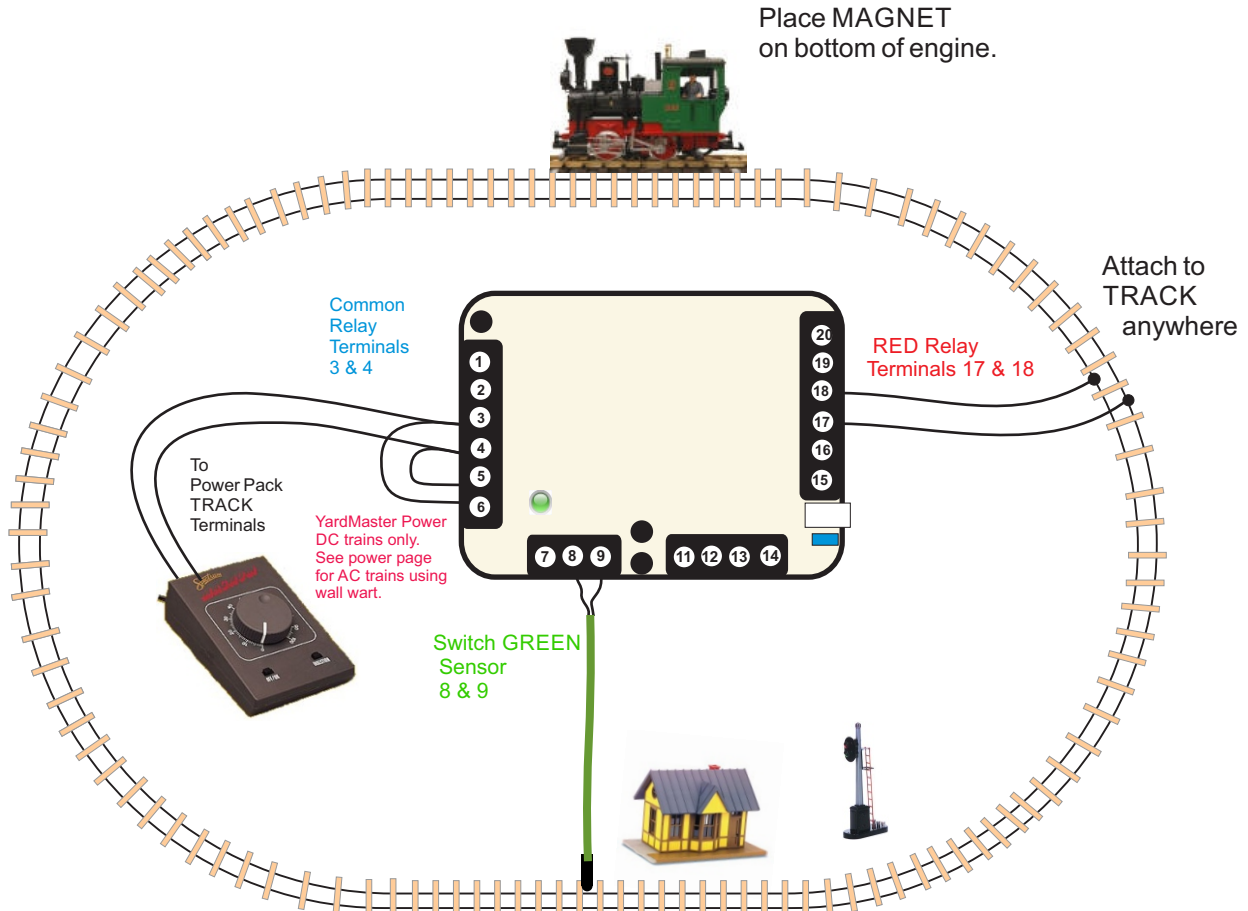 Place MAGNET
on bottom of engine.
Attach to
TRACK
anywhere
Common
Relay
Terminals
3 & 4
1
2
3
4
5
6
20
19
18
17
16
15
RED Relay
Terminals 17 & 18
To
Power Pack
TRACK
Terminals
YardMaster Power
DC trains only.
See power page
for AC trains using
wall wart.
7 8 9
11 12 13 14
Switch GREEN
Sensor
8 & 9